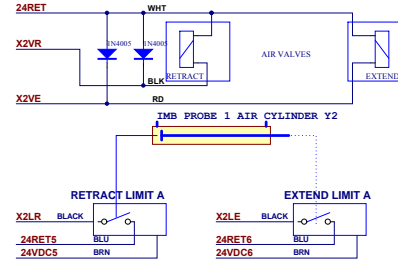 24RET WHT
X2VR 1N4005 1N4005
AIR VALVES
BLK RETRACT EXTEND
X2VE RD
IMB PROBE 1 AIR CYLINDER Y2
RETRACT LIMIT A EXTEND LIMIT A
X2LR BLACK X2LE BLACK
24RET5 BLU 24RET6 BLU
24VDC5 BRN 24VDC6 BRN